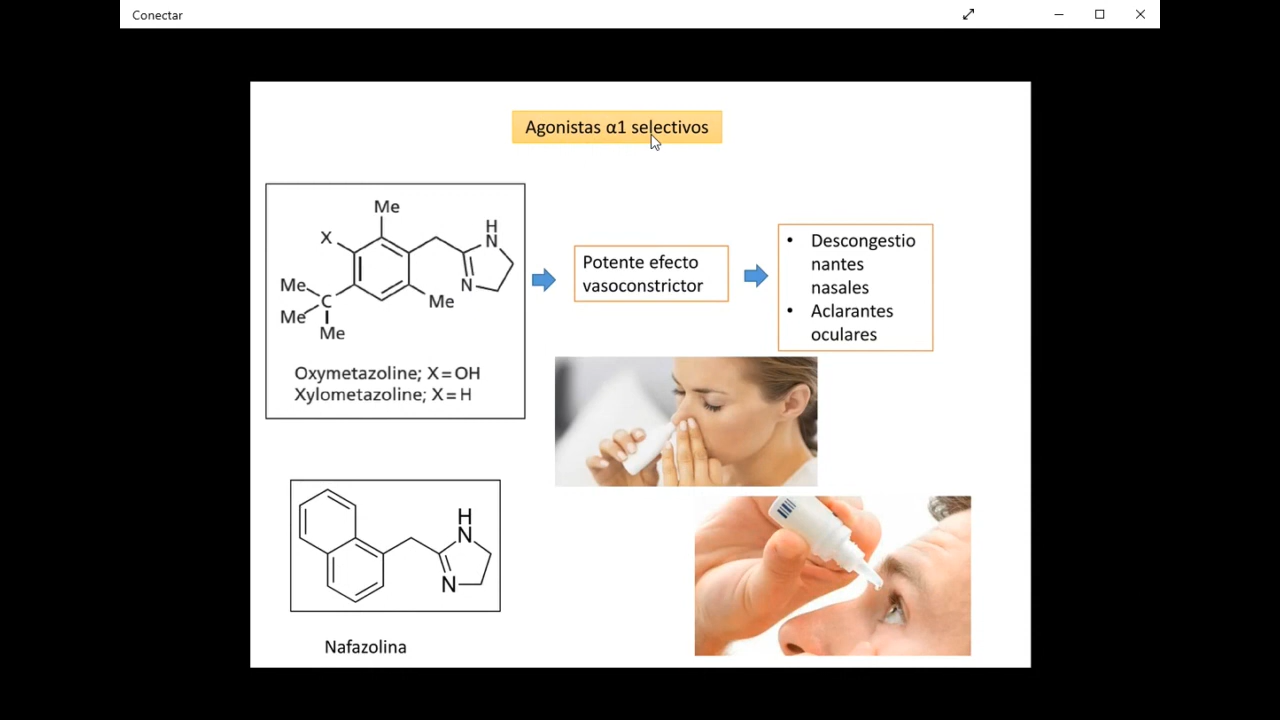 Conectar
Agonistas α1 selectivos
Me
X
H
N
N
Me
Me
C
Me
Me
Oxymetazoline; X=OH
Xylometazoline; X=H
Potente efecto
vasoconstrictor
• Descongestio
nantes
nasales
• Aclarantes
oculares
H
N
N
Nafazolina